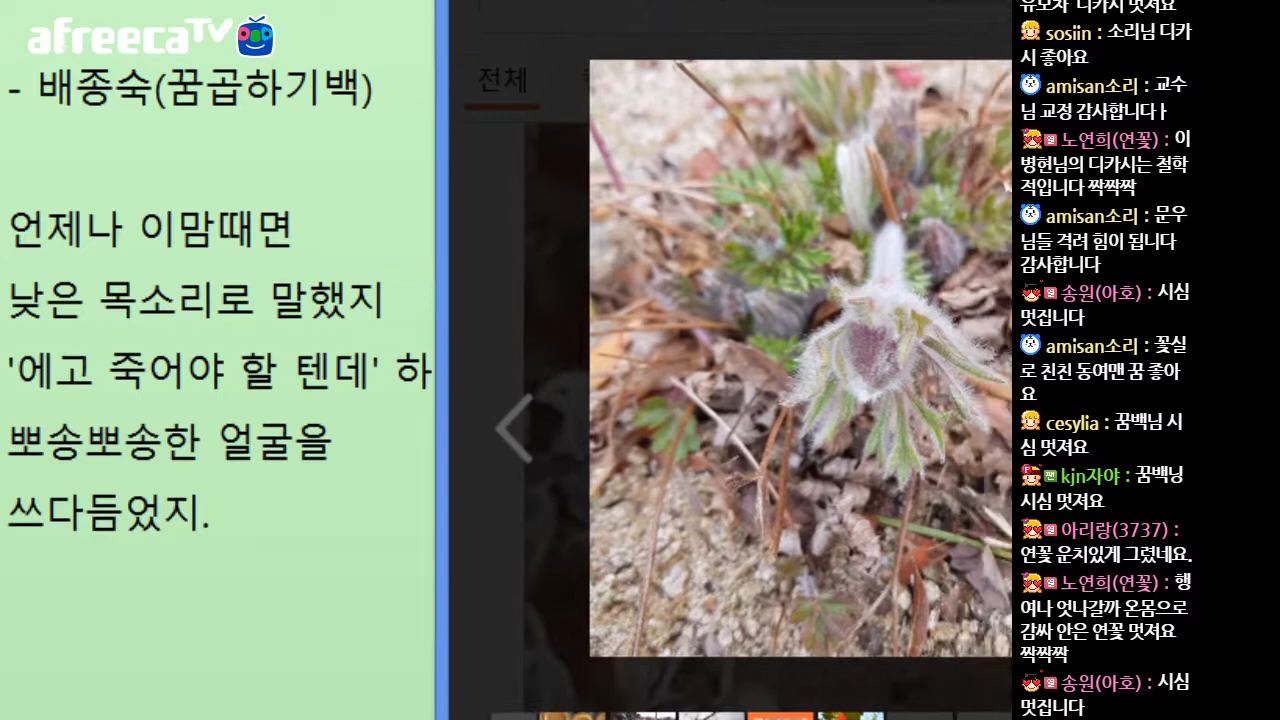 afreecaTV
- 배종숙(꿈곱하기백)
언제나 이맘때면
낮은 목소리로 말했지
'에고 죽어야 할 텐데' 하
뽀송뽀송한 얼굴을
쓰다듬었지.
전체
유모차 디카시 멋져요
sosiin : 소리님 디카
시 좋아요
amisan소리 : 교수
님 교정 감사합니다ㅏ
노연희(연꽃) : 이
병현님의 디카시는 철학
적입니다 짝짝짝
amisan소리 : 문우
님들 격려 힘이 됩니다
감사합니다
송원(아호) : 시심
멋집니다
amisan소리 : 꽃실
로 친친 동여맨 꿈 좋아
요
cesylia : 꿈백님 시
심 멋져요
kjn자야 : 꿈백닝
시심 멋져요
아리랑(3737) :
연꽃 운치있게 그렸네요.
노연희(연꽃) : 행
여나 엇나갈까 온몸으로
감싸 안은 연꽃 멋져요
짝짝짝
송원(아호) : 시심
멋집니다